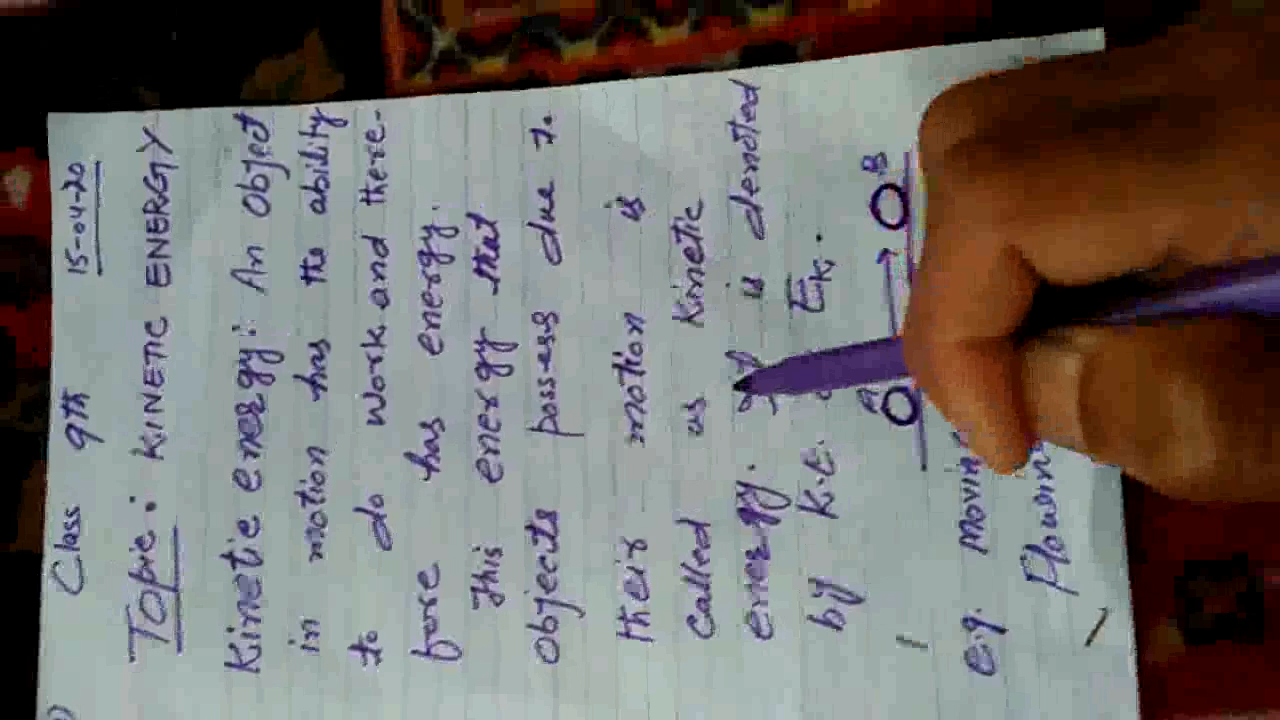 Class 9th 15-04-20
Topic: KINETIC ENERGY
Kinetic energy: An object
in motion has the ability
to do work and there-
fore has energy.
This energy that
objects possess due to
their motion is
called as Kinetic
energy. It is denoted
by K.E. Ek.
A B
e.g. Moving
Flowing